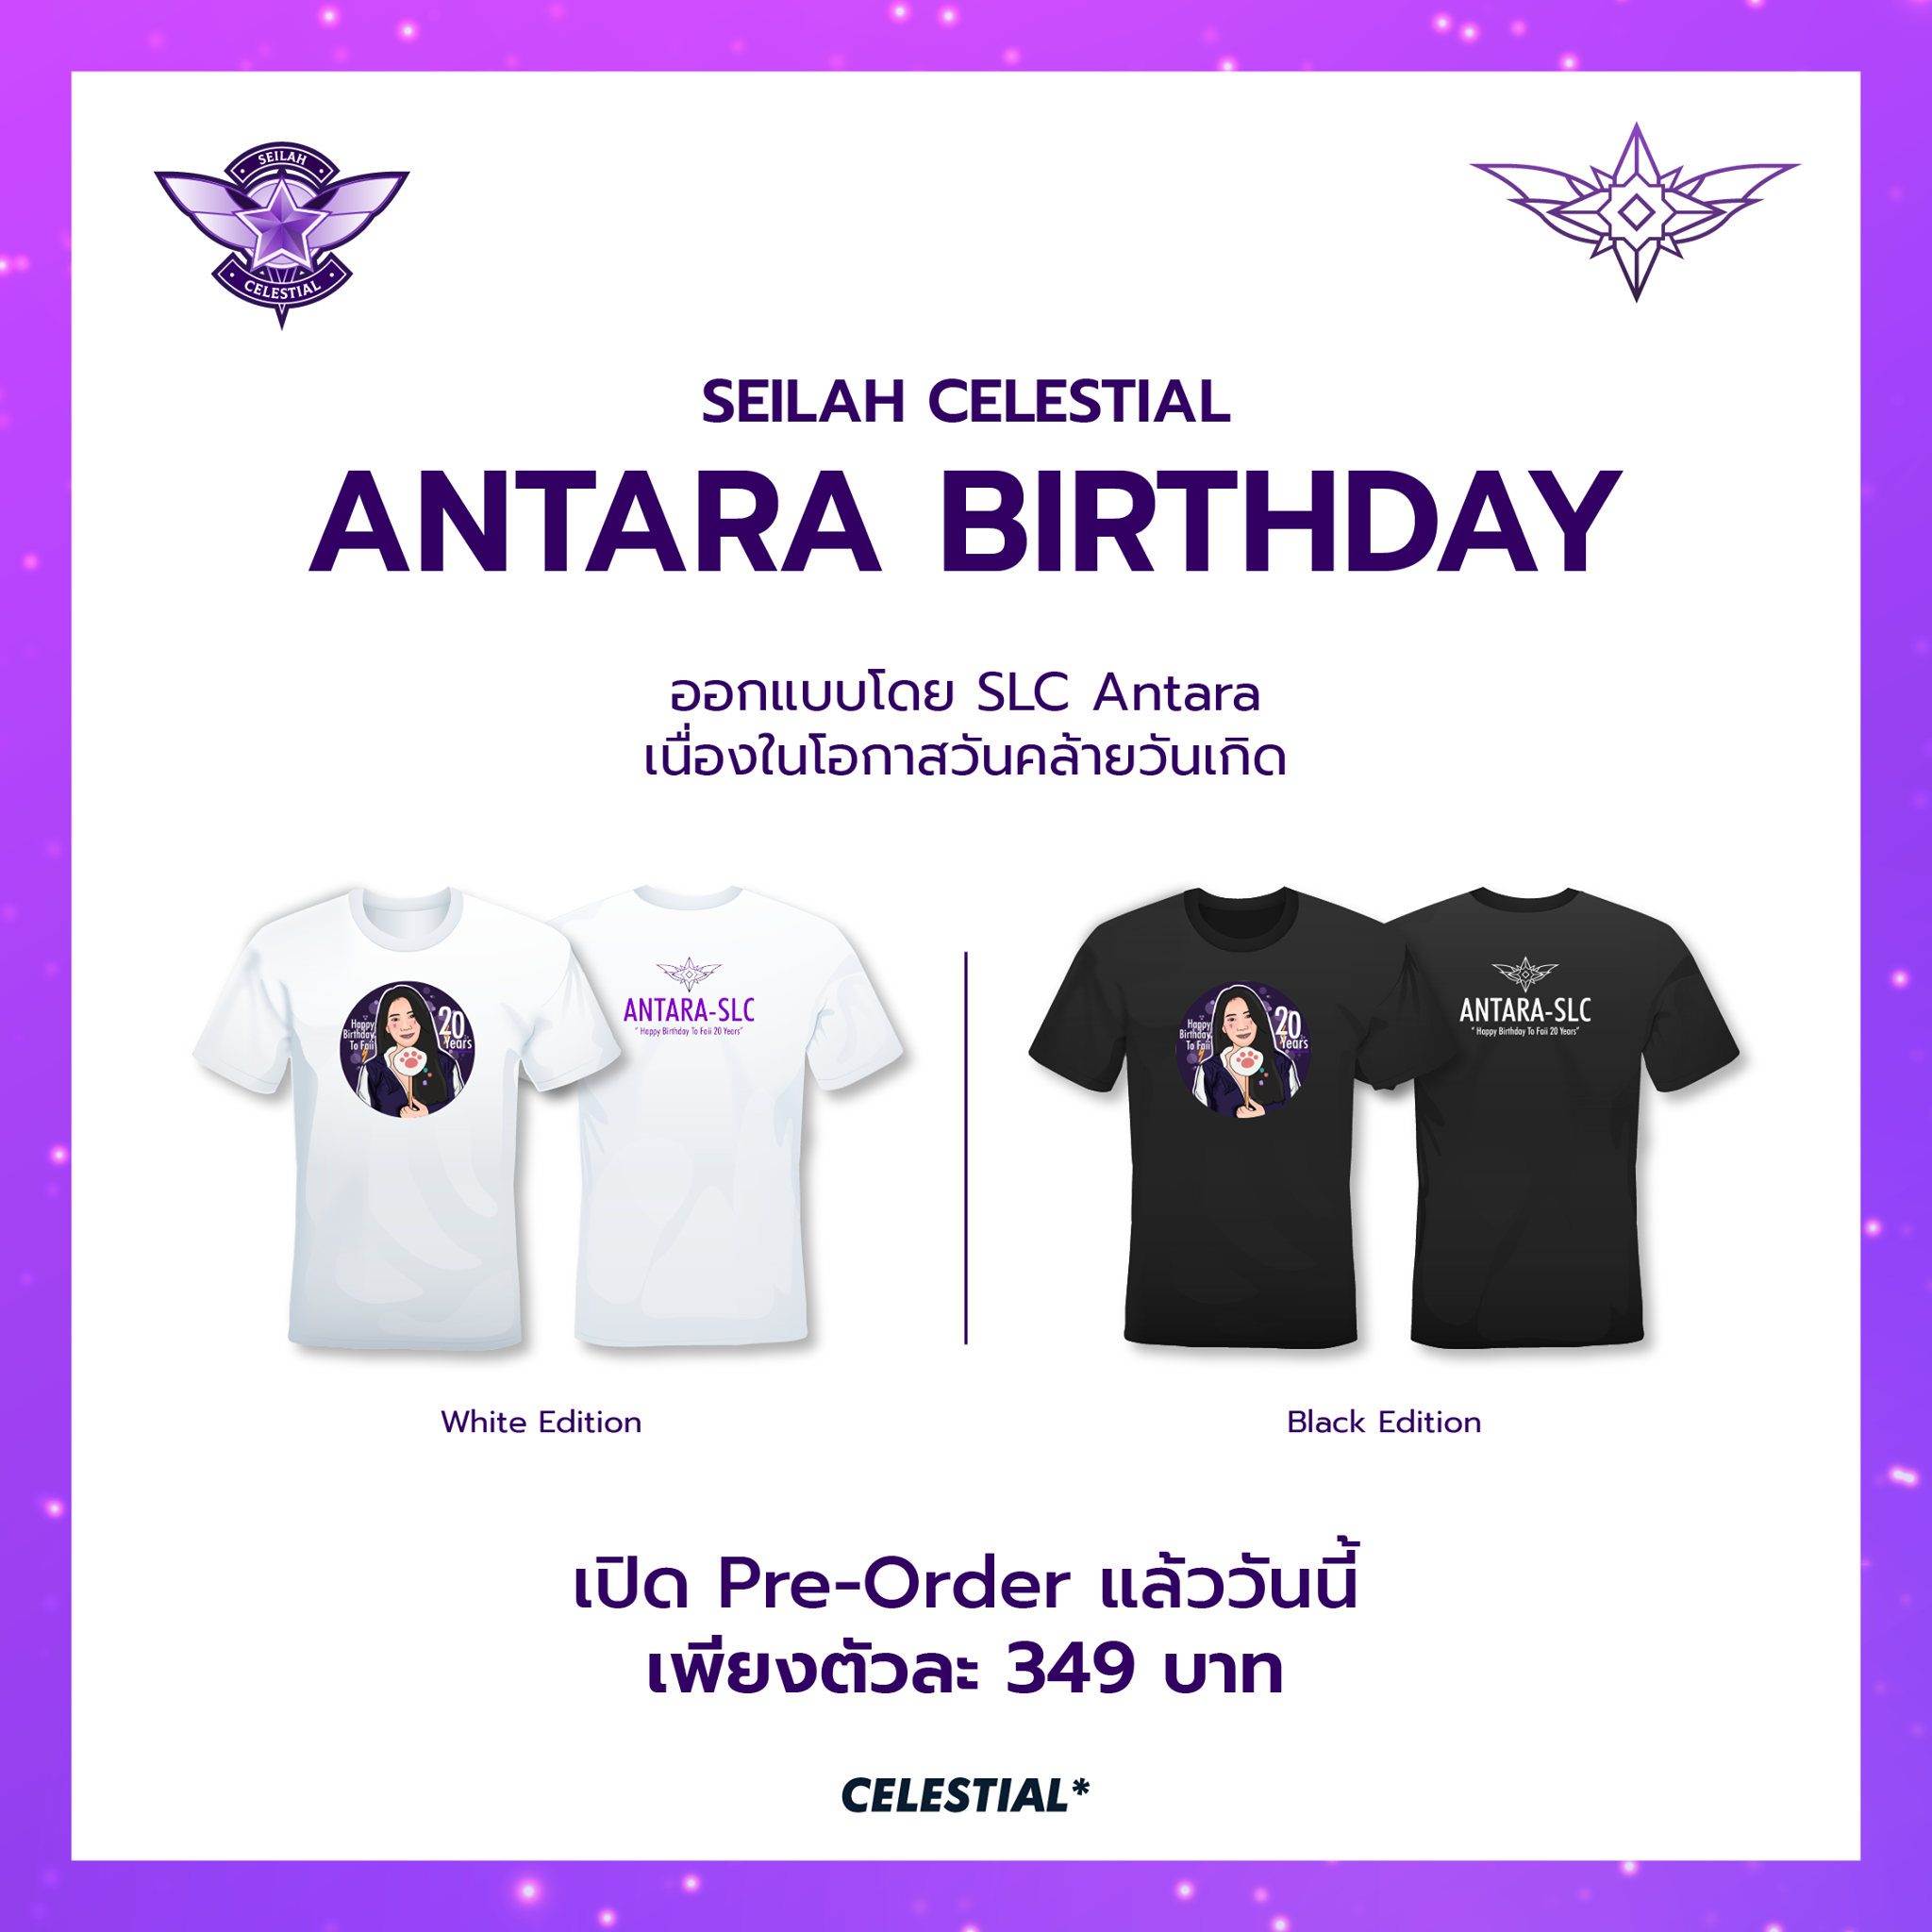 SEILAH
CELESTIAL
SEILAH CELESTIAL
ANTARA BIRTHDAY
ออกแบบโดย SLC Antara
เนื่องในโอกาสวันคล้ายวันเกิด
Happy
Birthday
To Faii
20
Years
ANTARA-SLC
" Happy Birthday To Faii 20 Years"
Happy
Birthday
To Faii
20
Years
ANTARA-SLC
" Happy Birthday To Faii 20 Years"
White Edition
Black Edition
เปิด Pre-Order แล้ววันนี้
เพียงตัวละ 349 บาท
CELESTIAL*